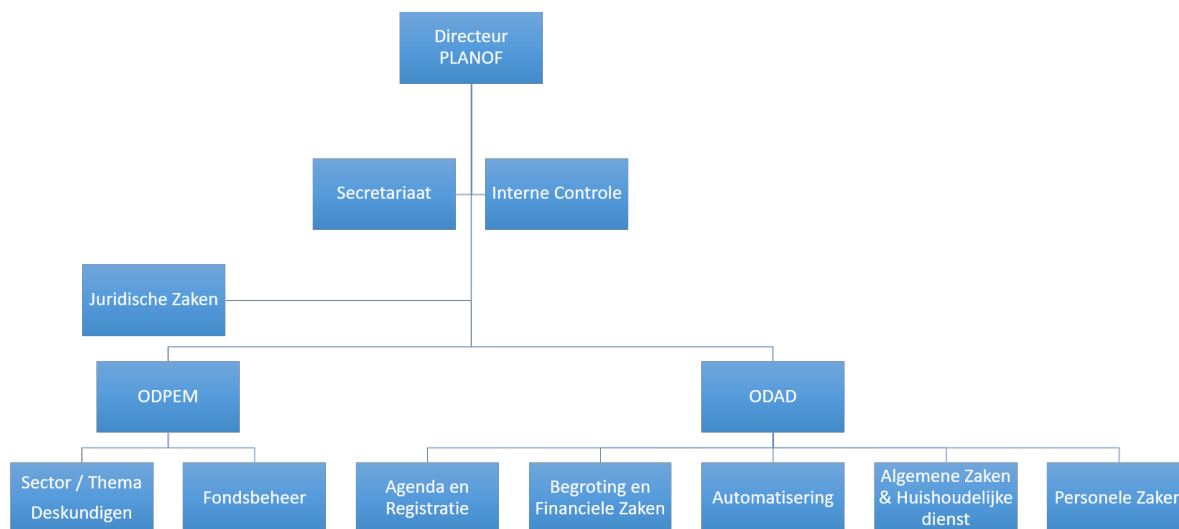 Directeur
PLANOF
Secretariaat
Interne Controle
Juridische Zaken
ODPEM
ODAD
Sector / Thema
Deskundigen
Fondsbeheer
Agenda en
Registratie
Begroting en
Financiele Zaken
Automatisering
Algemene Zaken
& Huishoudelijke
dienst
Personele Zaken